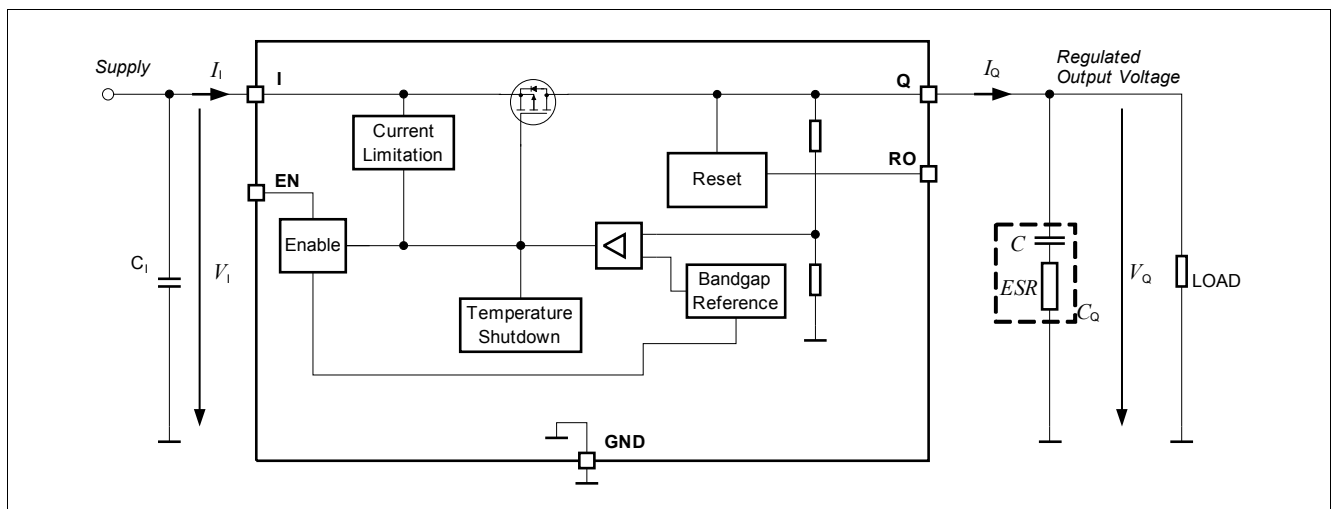 Supply
I_I
I
Q
I_Q
Regulated
Output Voltage
Current
Limitation
RO
Reset
EN
Enable
C_I
V_I
Bandgap
Reference
Temperature
Shutdown
C
ESR
C_Q
V_Q
LOAD
GND